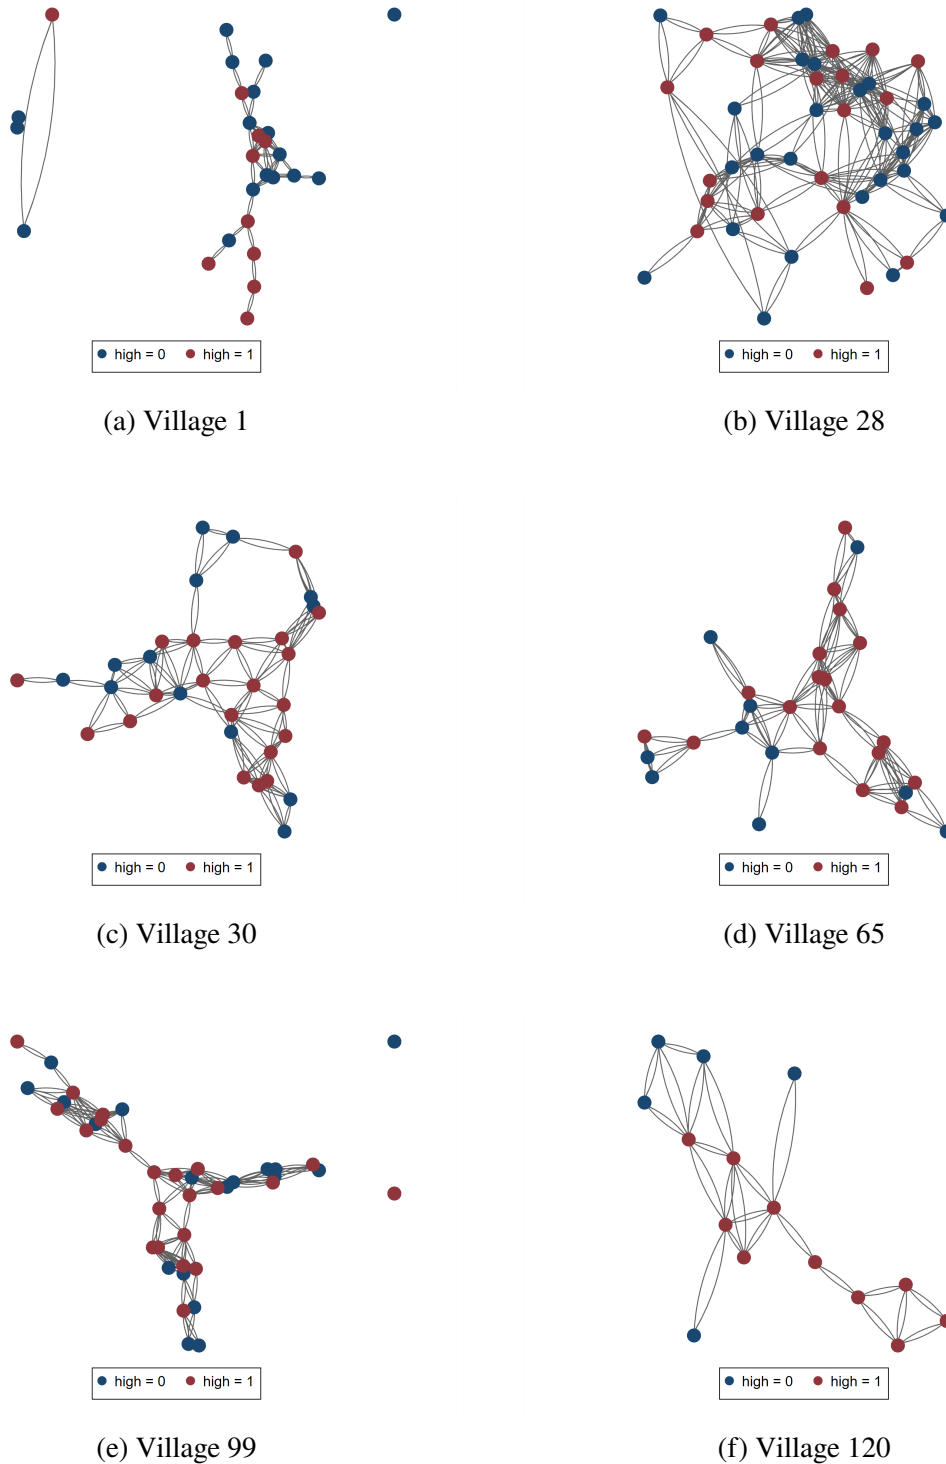 high = 0 high = 1
high = 0 high = 1
(a) Village 1
(b) Village 28
high = 0 high = 1
high = 0 high = 1
(c) Village 30
(d) Village 65
high = 0 high = 1
high = 0 high = 1
(e) Village 99
(f) Village 120